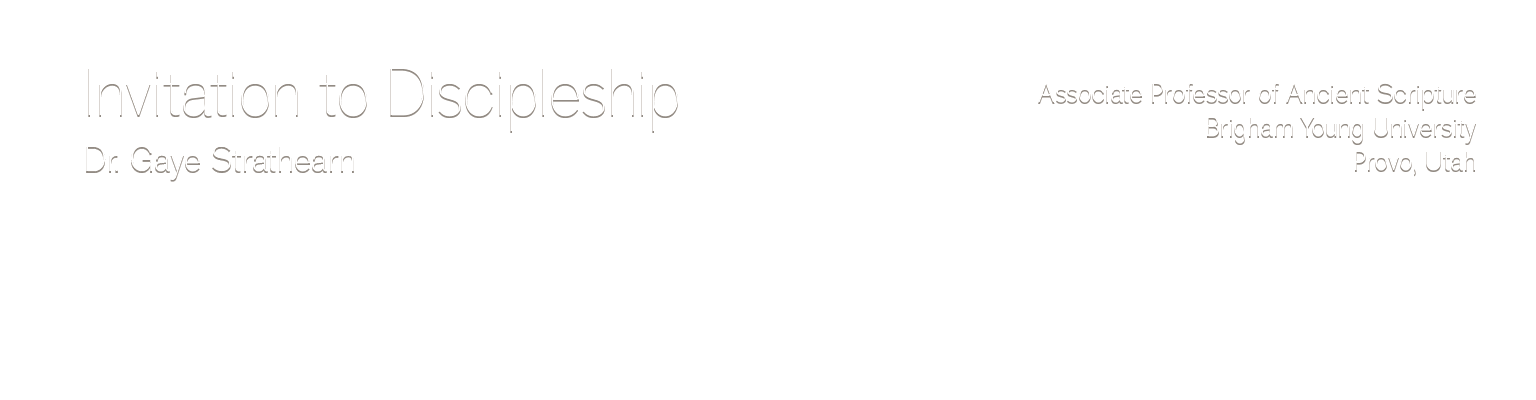 Invitation to Discipleship
Dr. Gaye Strathearn
Associate Professor of Ancient Scripture
Brigham Young University
Provo, Utah